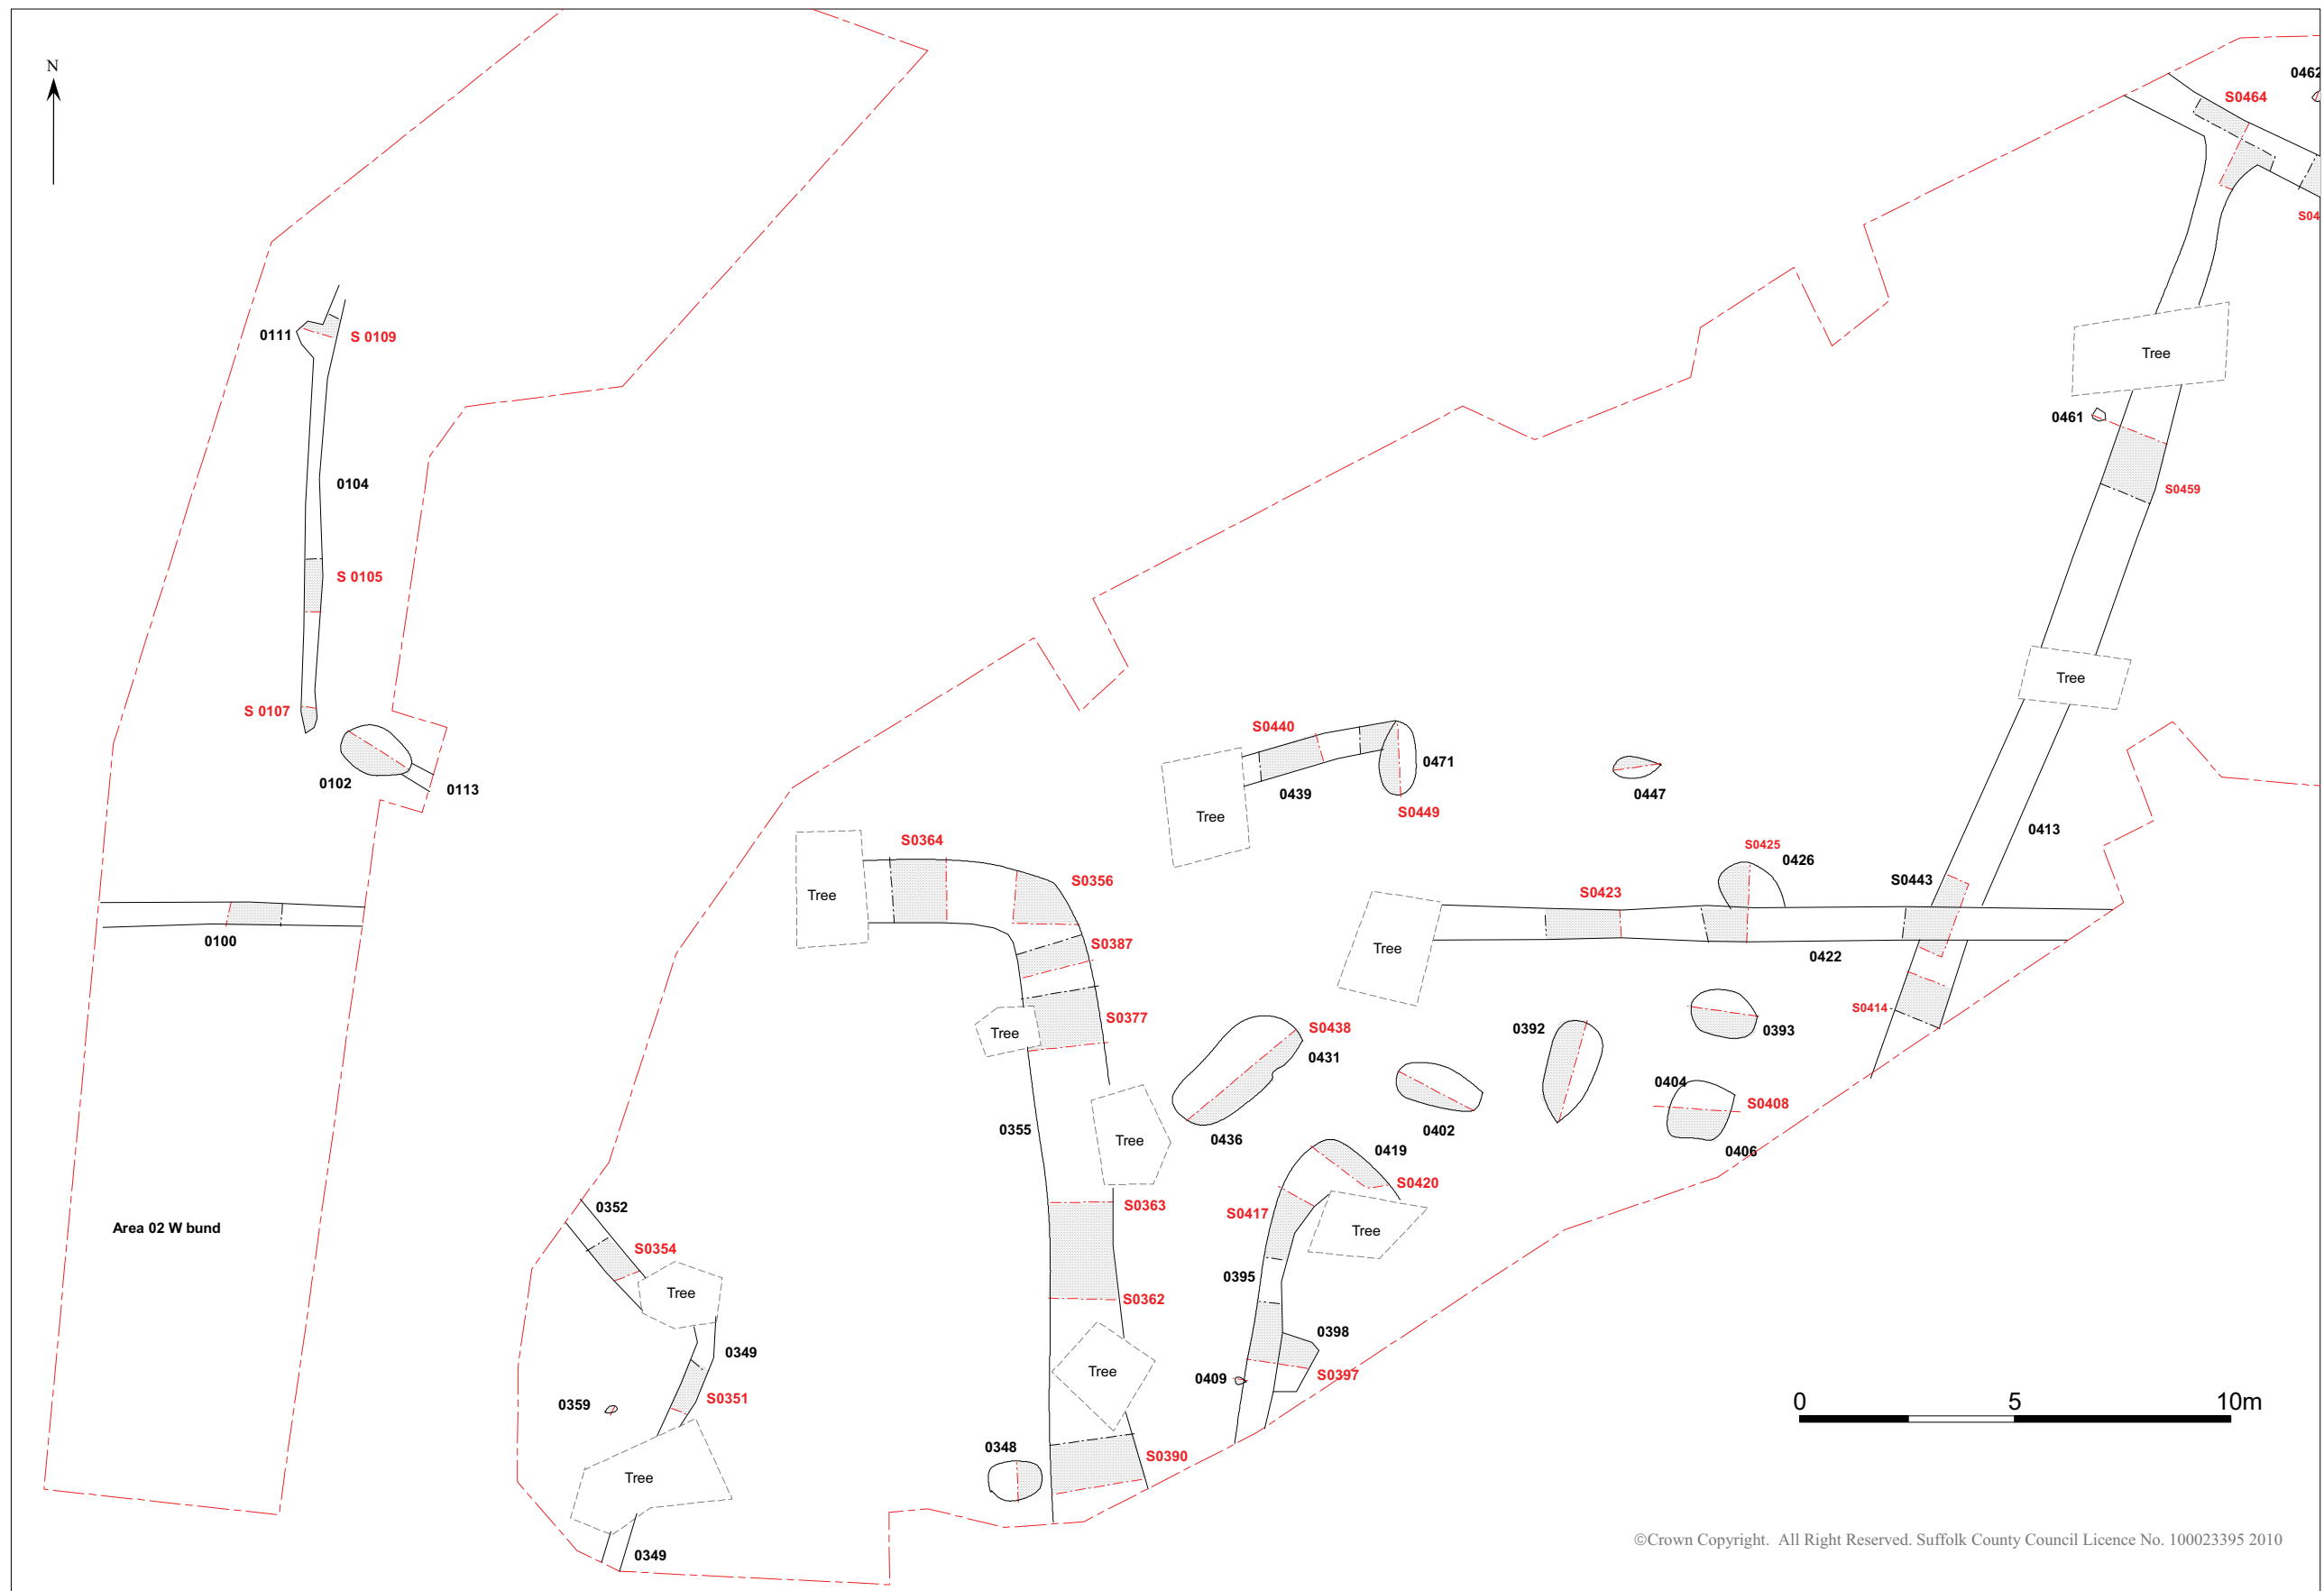 N
0462
S0464
S04
0111
S 0109
Tree
0461
0104
S0459
S 0105
Tree
S 0107
S0440
0471
0102
0113
0439
0447
S0449
Tree
0413
S0364
S0425
0426
S0356
Tree
S0423
S0443
0100
S0387
Tree
0422
S0377
S0414
Tree
S0438
0392
0393
0431
0404
S0408
0355
Tree
0436
0402
0406
0419
S0420
0352
S0363
S0417
Tree
Area 02 W bund
S0354
0395
Tree
S0362
0398
0349
Tree
0409
S0397
S0351
0359
0 5 10m
0348
S0390
Tree
0349
©Crown Copyright. All Right Reserved. Suffolk County Council Licence No. 100023395 2010